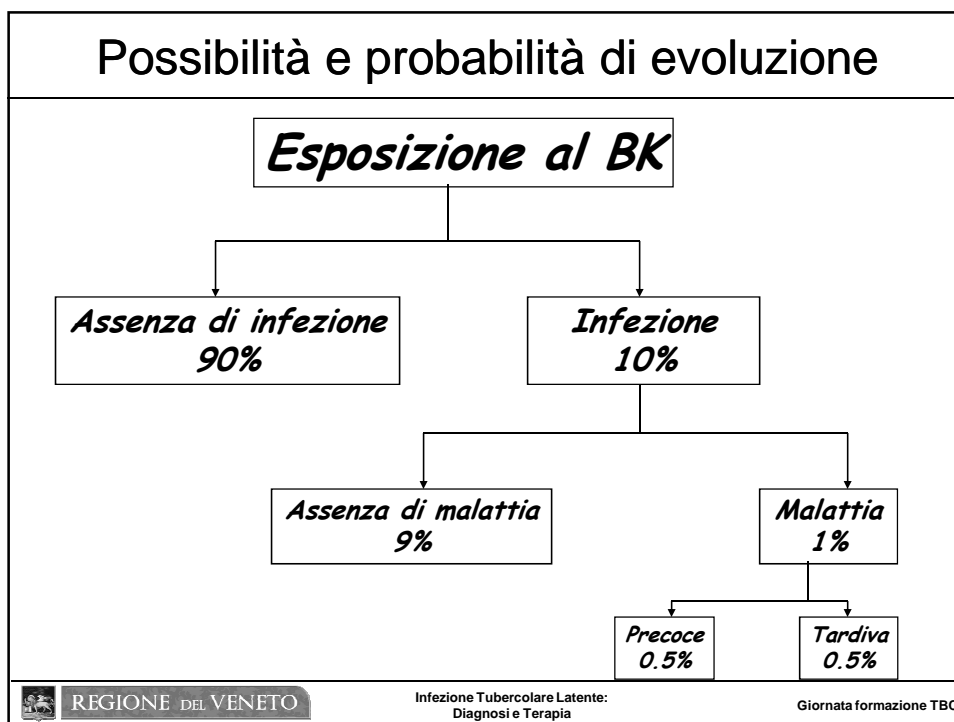 Possibilità e probabilità di evoluzione
Esposizione al BK
Assenza di infezione
90%
Infezione
10%
Assenza di malattia
9%
Malattia
1%
Precoce
0.5%
Tardiva
0.5%
REGIONE DEL VENETO
Infezione Tubercolare Latente:
Diagnosi e Terapia
Giornata formazione TBC